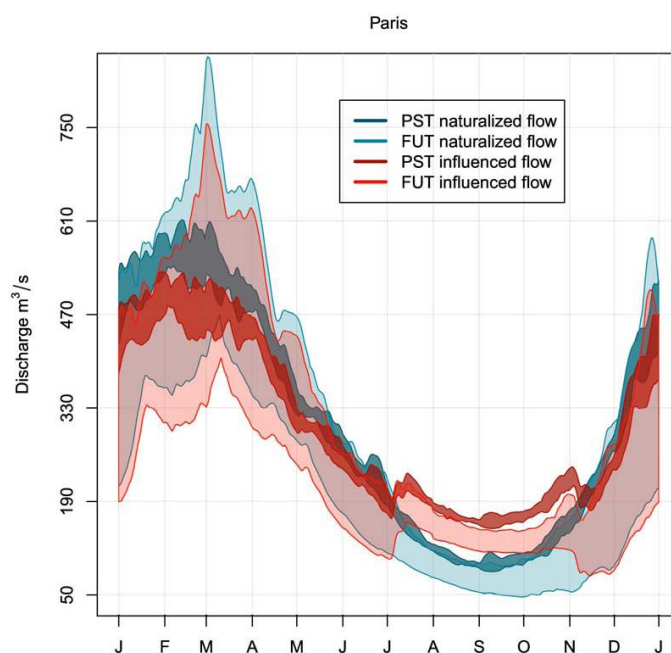 Paris
PST naturalized flow
FUT naturalized flow
PST influenced flow
FUT influenced flow
Discharge m³/s
750
610
470
330
190
50
J F M A M J J A S O N D J